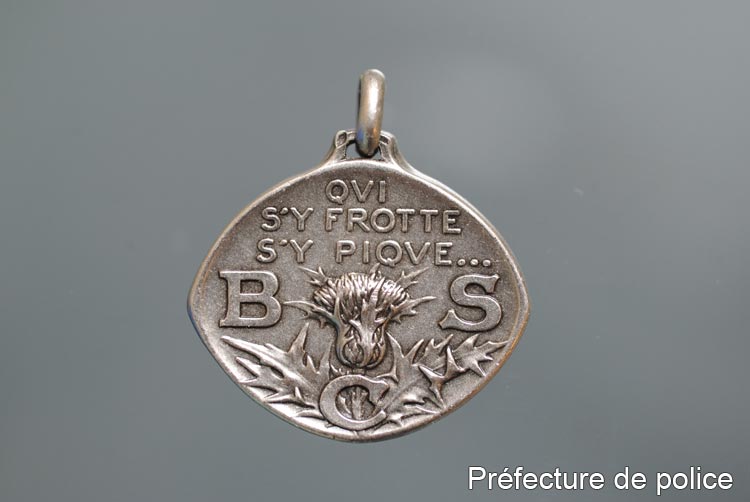 QVI
S'Y FROTTE
S'Y PIQVE...
B S
C
Préfecture de police